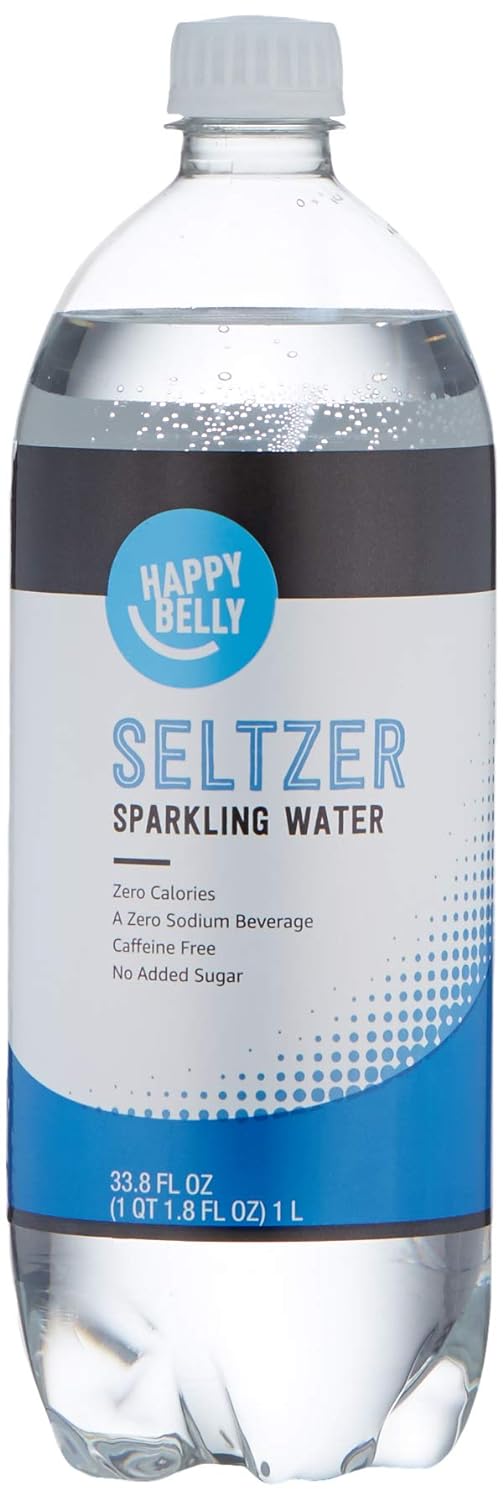 HAPPY
BELLY
SELTZER
SPARKLING WATER
Zero Calories
A Zero Sodium Beverage
Caffeine Free
No Added Sugar
33.8 FL OZ
(1 QT 1.8 FL OZ) 1 L